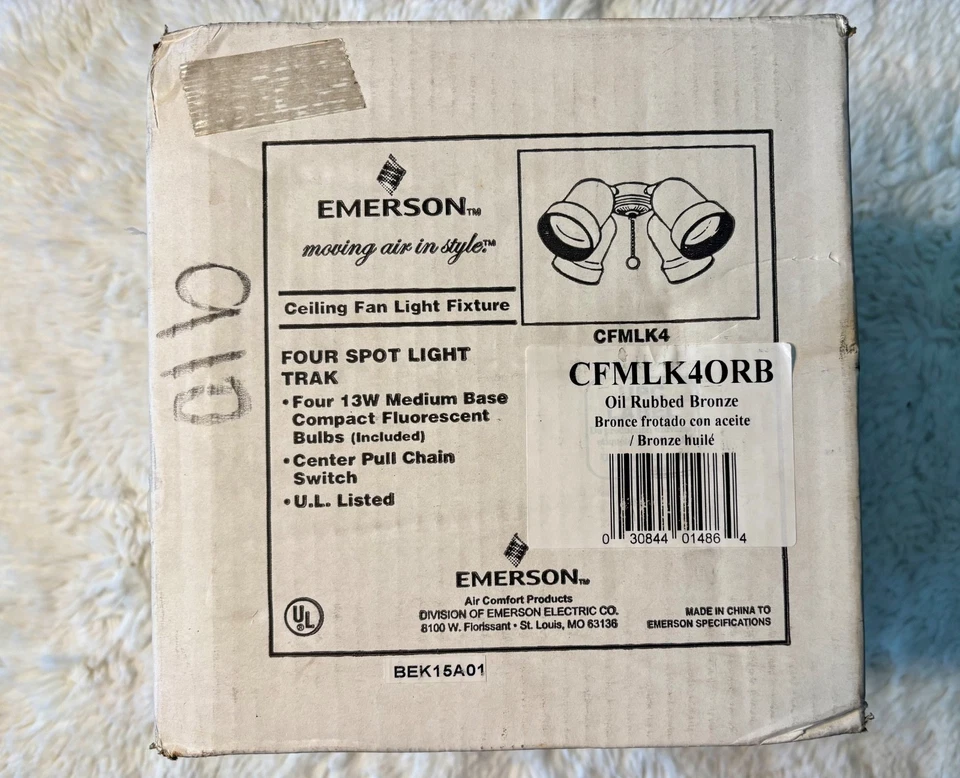 EMERSON™
moving air in style.™
Ceiling Fan Light Fixture
FOUR SPOT LIGHT
TRAK
• Four 13W Medium Base
Compact Fluorescent
Bulbs (Included)
• Center Pull Chain
Switch
• U.L. Listed
CFMLK4
CFMLK4ORB
Oil Rubbed Bronze
Bronce frotado con aceite
/ Bronze huilé
0 30844 01486 4
EMERSON™
Air Comfort Products
DIVISION OF EMERSON ELECTRIC CO.
8100 W. Florissant • St. Louis, MO 63136
UL®
MADE IN CHINA TO
EMERSON SPECIFICATIONS
BEK15A01